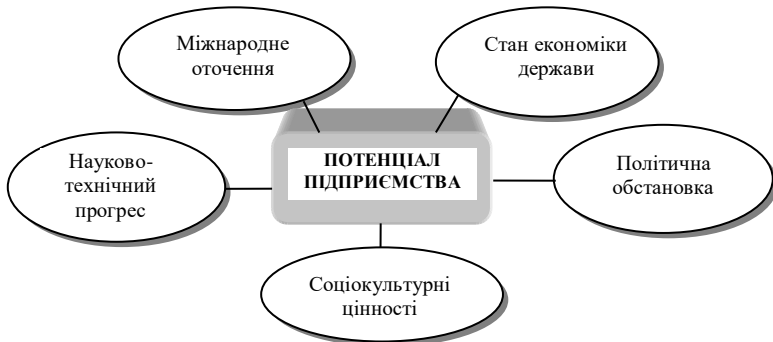 Міжнародне
оточення
Стан економіки
держави
Науково-
технічний
прогрес
ПОТЕНЦІАЛ
ПІДПРИЄМСТВА
Політична
обстановка
Соціокультурні
цінності